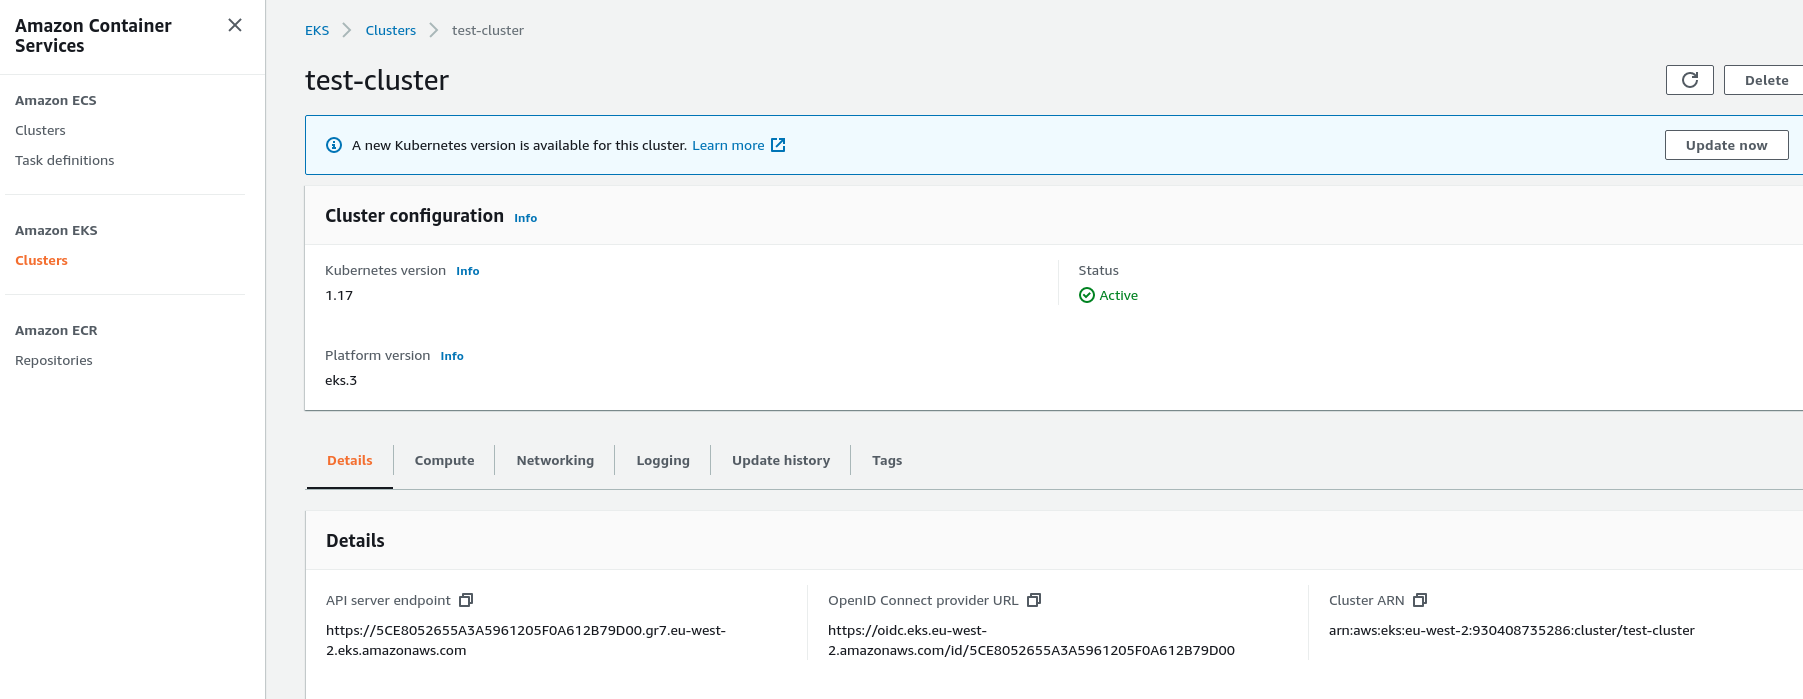 Amazon Container
Services
Amazon ECS
Clusters
Task definitions
Amazon EKS
Clusters
Amazon ECR
Repositories
EKS Clusters test-cluster
test-cluster
Delete
A new Kubernetes version is available for this cluster. Learn more
Update now
Cluster configuration Info
Kubernetes version Info
1.17
Status
Active
Platform version Info
eks.3
Details Compute Networking Logging Update history Tags
Details
API server endpoint
https://5CE8052655A3A5961205F0A612B79D00.gr7.eu-west-
2.eks.amazonaws.com
OpenID Connect provider URL
https://oidc.eks.eu-west-
2.amazonaws.com/id/5CE8052655A3A5961205F0A612B79D00
Cluster ARN
arn:aws:eks:eu-west-2:930408735286:cluster/test-cluster